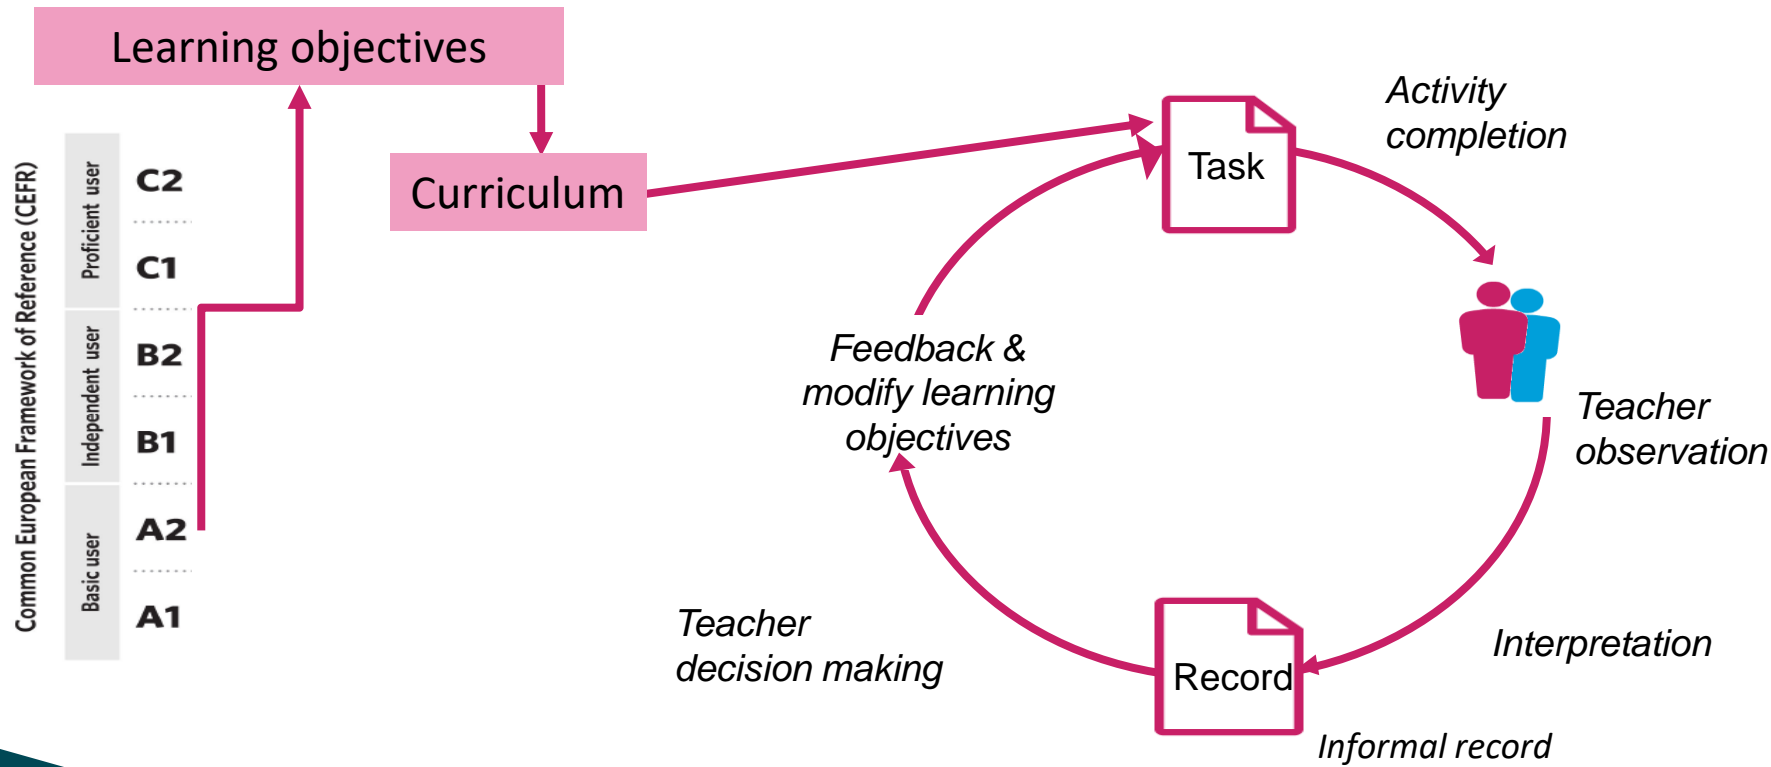 Learning objectives
Curriculum
Common European Framework of Reference (CEFR)
Proficient user
C2
C1
Independent user
B2
B1
Basic user
A2
A1
Task
Activity
completion
Teacher
observation
Interpretation
Record
Informal record
Teacher
decision making
Feedback &
modify learning
objectives